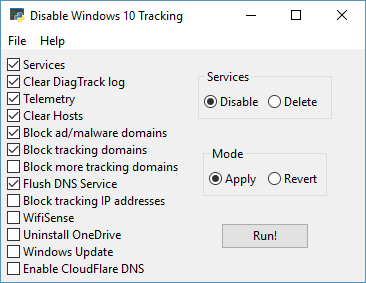 Disable Windows 10 Tracking
File Help
Services
Clear DiagTrack log
Telemetry
Clear Hosts
Block ad/malware domains
Block tracking domains
Block more tracking domains
Flush DNS Service
Block tracking IP addresses
WifiSense
Uninstall OneDrive
Windows Update
Enable CloudFlare DNS
Services
Disable Delete
Mode
Apply Revert
Run!